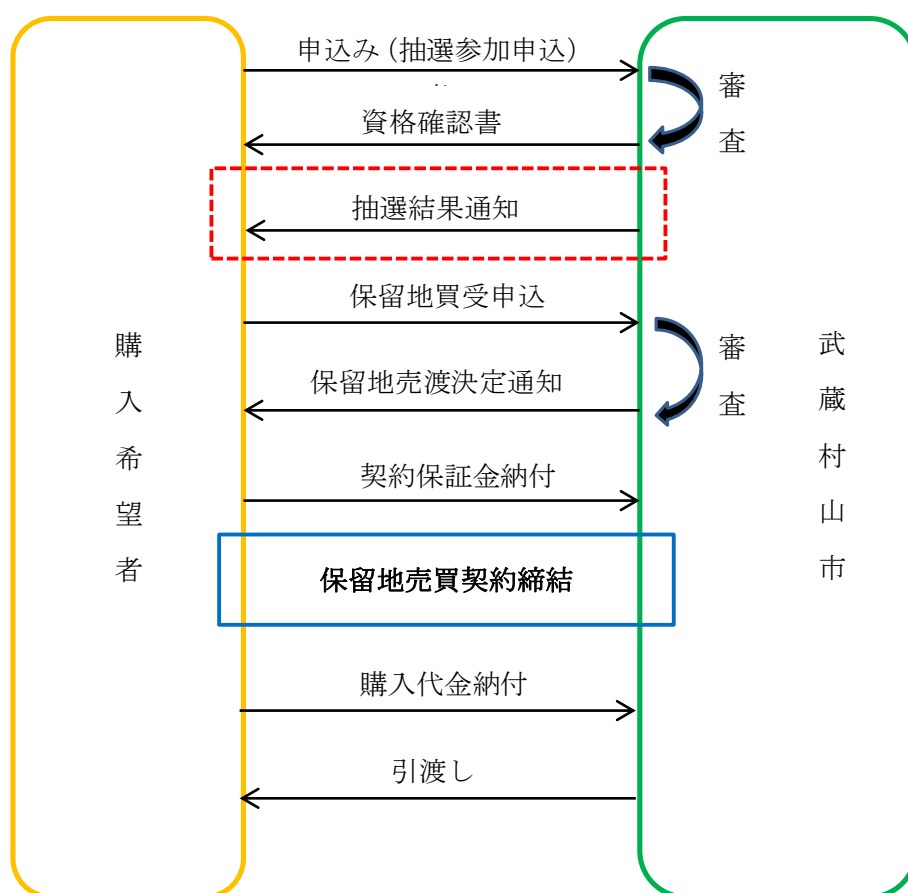 申込み（抽選参加申込）
審査
資格確認書
抽選結果通知
保留地買受申込
審査
保留地売渡決定通知
購入希望者
武蔵村山市
契約保証金納付
保留地売買契約締結
購入代金納付
引渡し